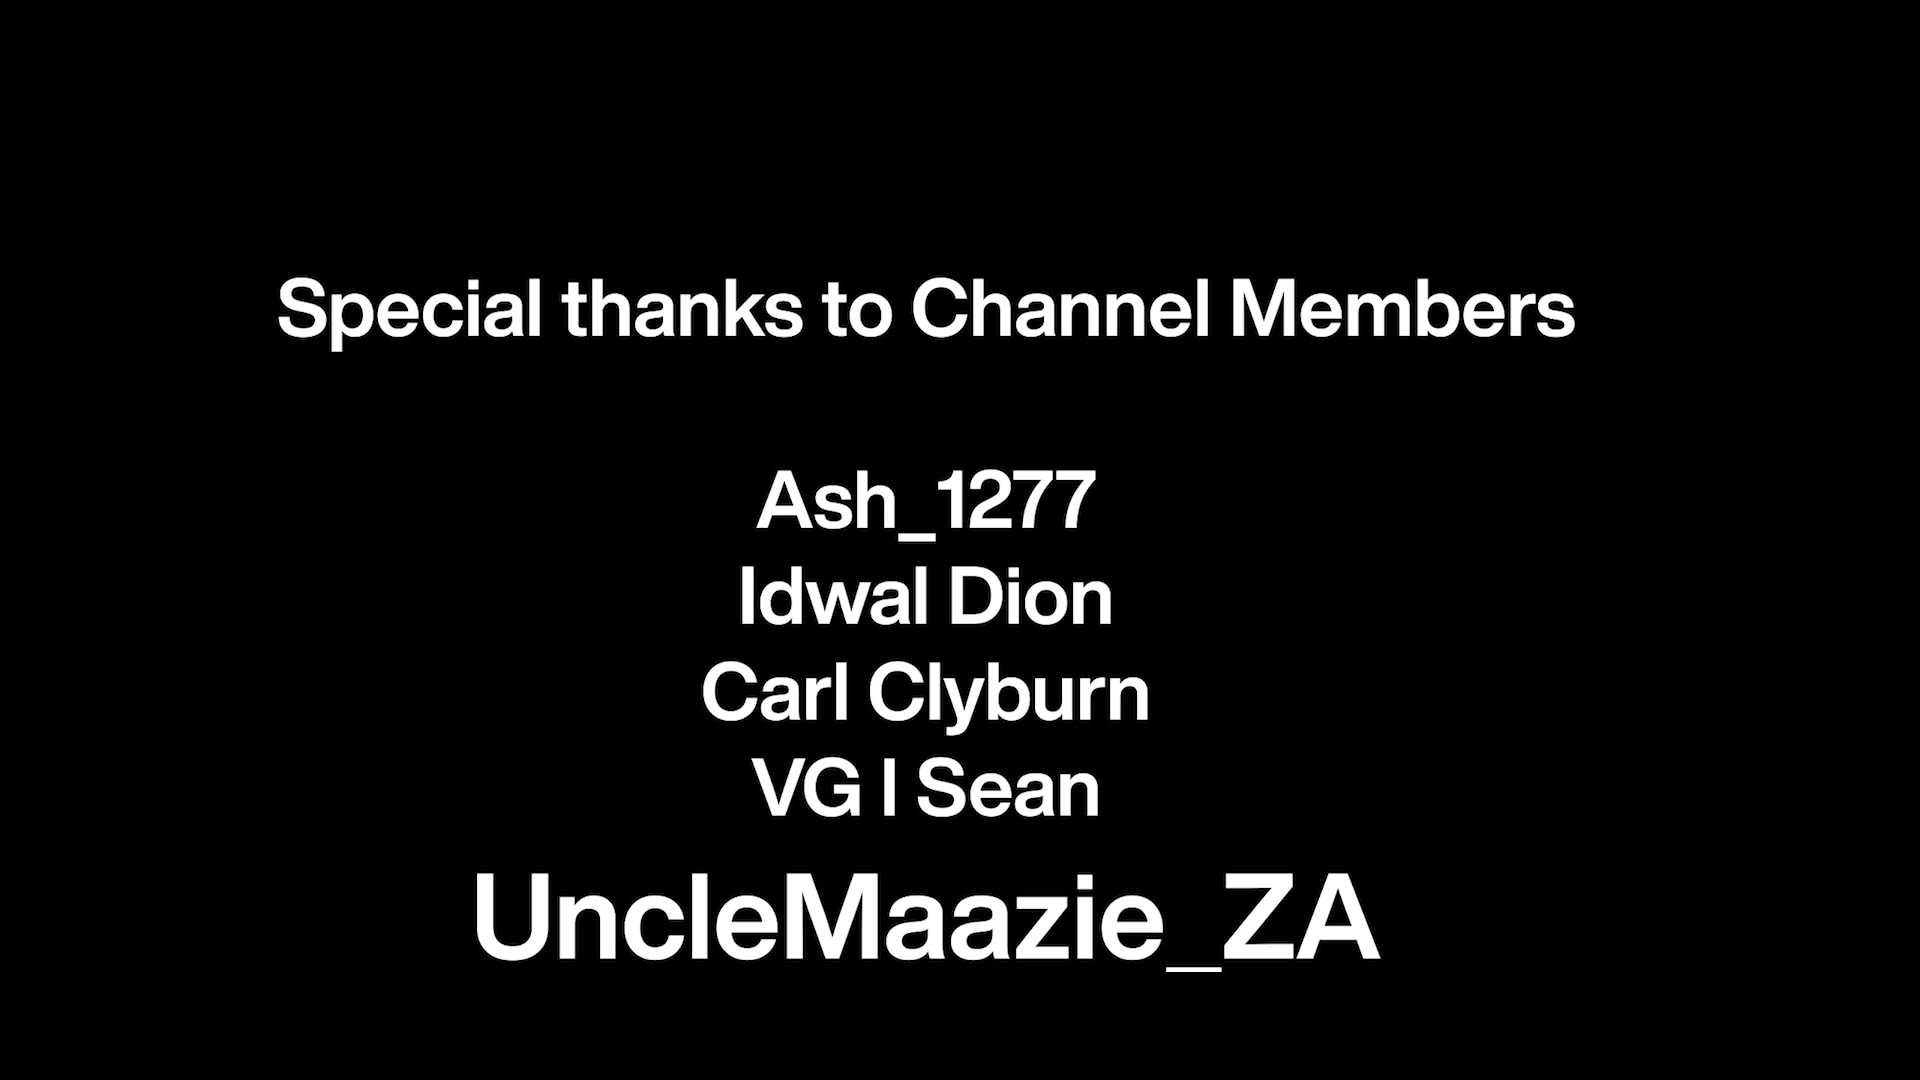 Special thanks to Channel Members
Ash_1277
Idwal Dion
Carl Clyburn
VG | Sean
UncleMaazie_ZA